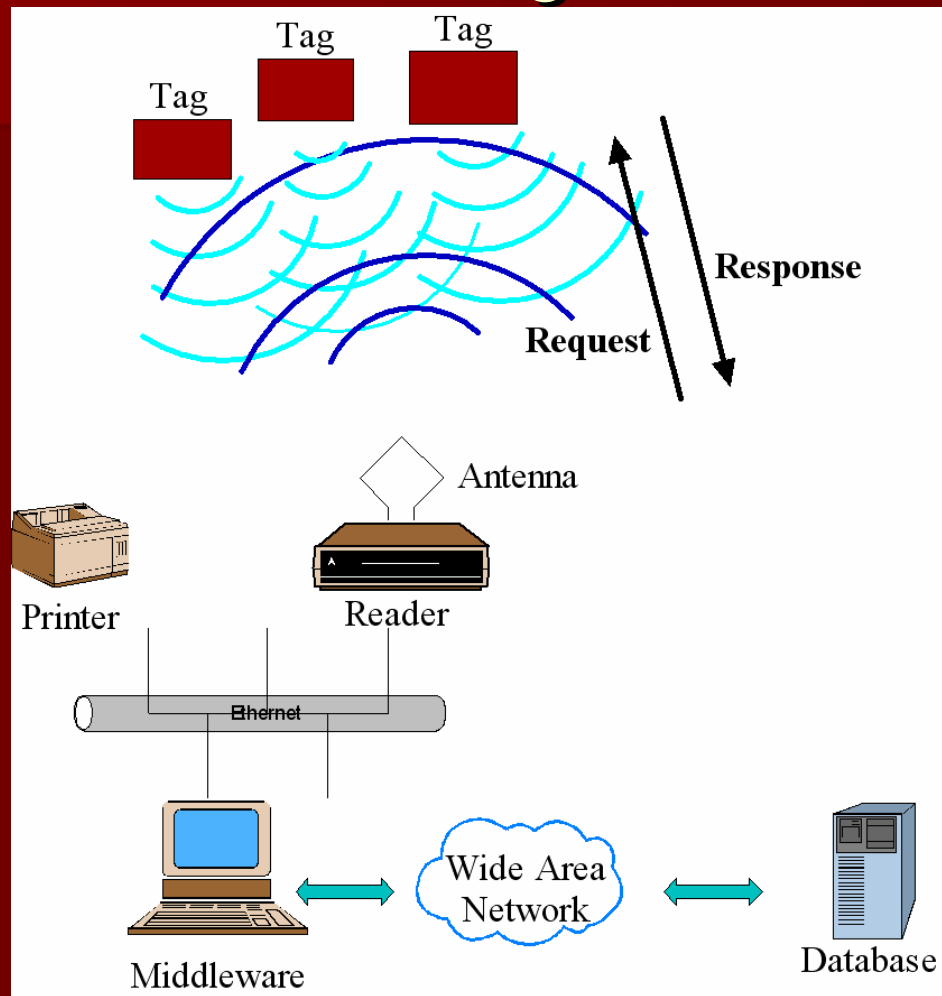 Tag
Tag
Tag
Response
Request
Antenna
Printer
Reader
Ethernet
Wide Area
Network
Middleware
Database